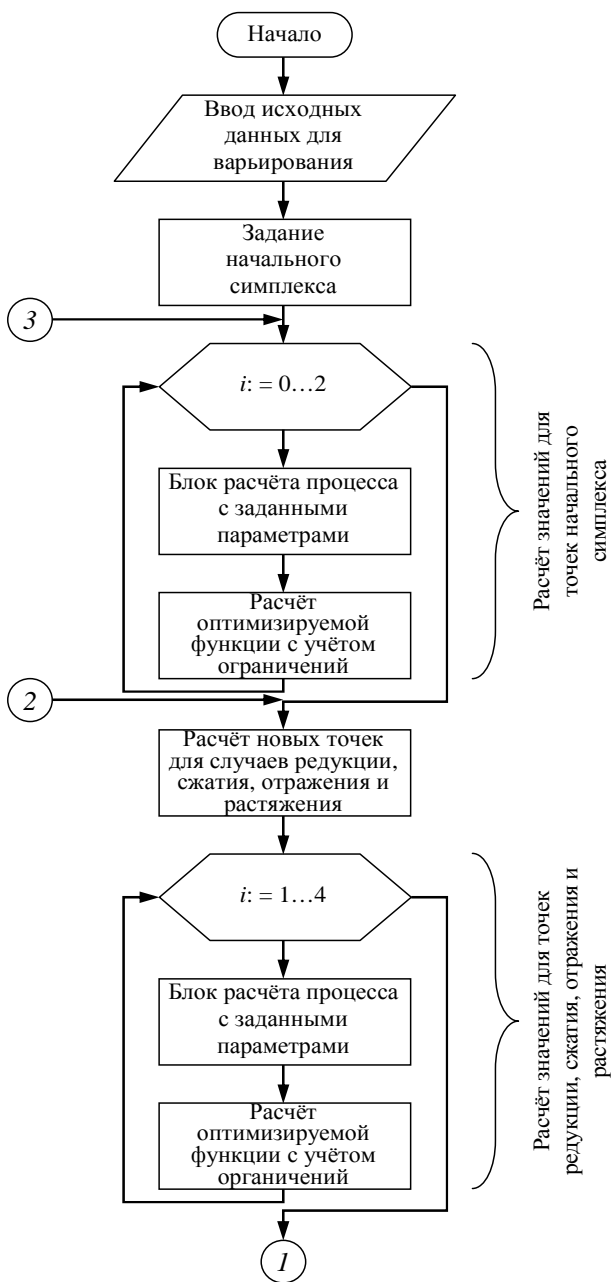 Начало
Ввод исходных
данных для
варьирования
Задание
начального
симплекса
3
i: = 0…2
Блок расчёта процесса
с заданными
параметрами
Расчёт
оптимизируемой
функции с учётом
ограничений
Расчёт значений для
точек начального
симплекса
2
Расчёт новых точек
для случаев редукции,
сжатия, отражения и
растяжения
i: = 1…4
Блок расчёта процесса
с заданными
параметрами
Расчёт
оптимизируемой
функции с учётом
органичений
Расчёт значений для точек
редукции, сжатия, отражения и
растяжения
1